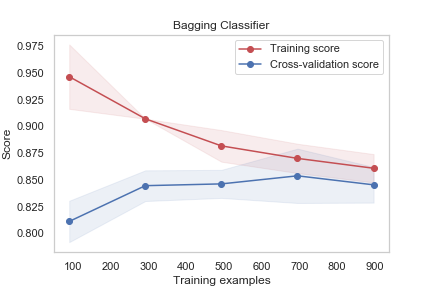 Bagging Classifier
Training score
Cross-validation score
Score
0.975
0.950
0.925
0.900
0.875
0.850
0.825
0.800
100 200 300 400 500 600 700 800 900
Training examples